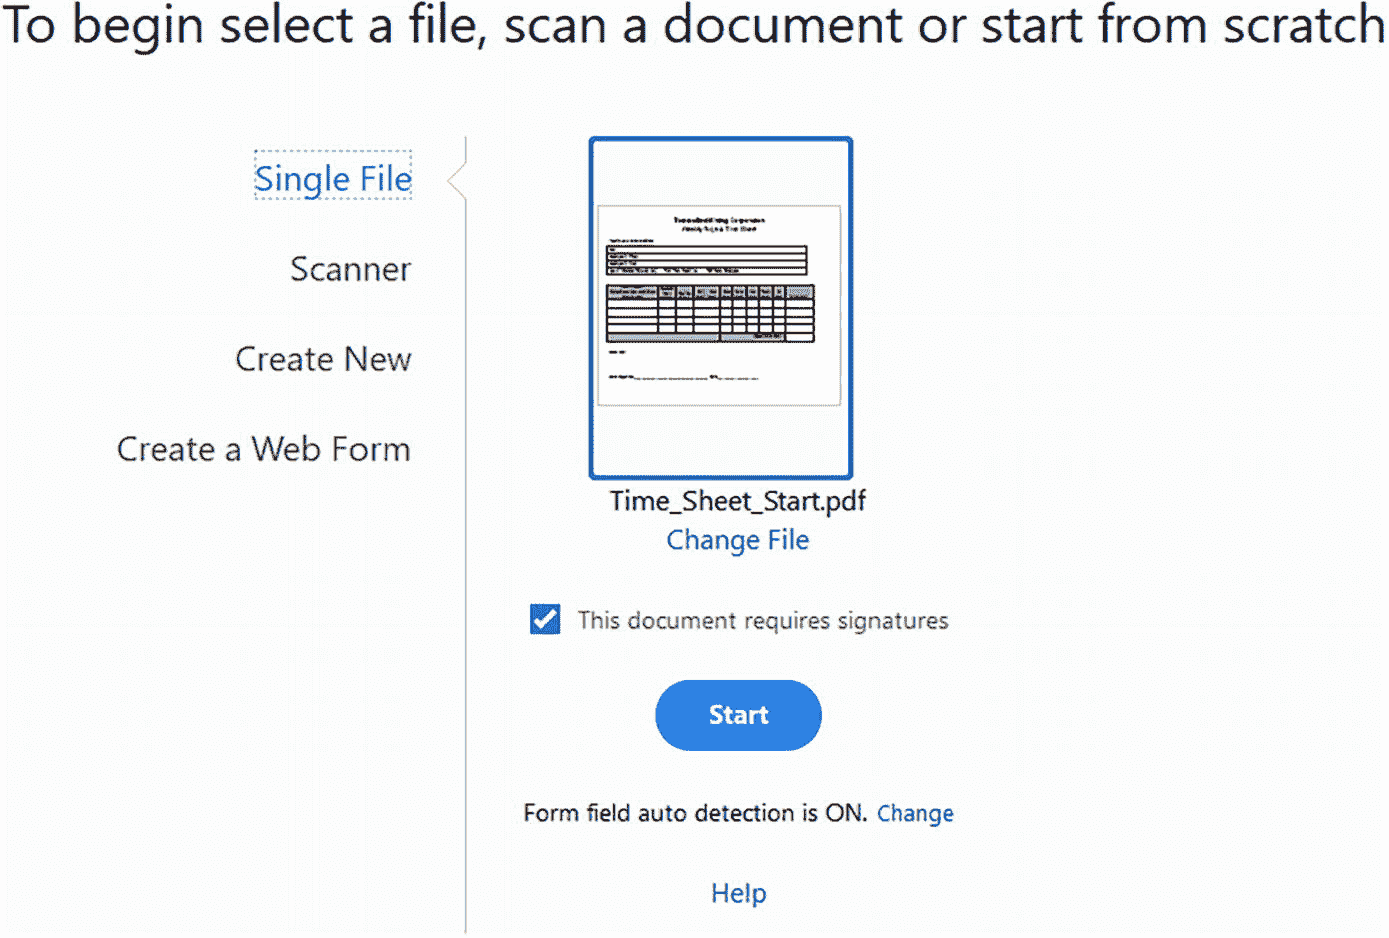 To begin select a file, scan a document or start from scratch
Single File
Scanner
Create New
Create a Web Form
Time_Sheet_Start.pdf
Change File
This document requires signatures
Start
Form field auto detection is ON. Change
Help